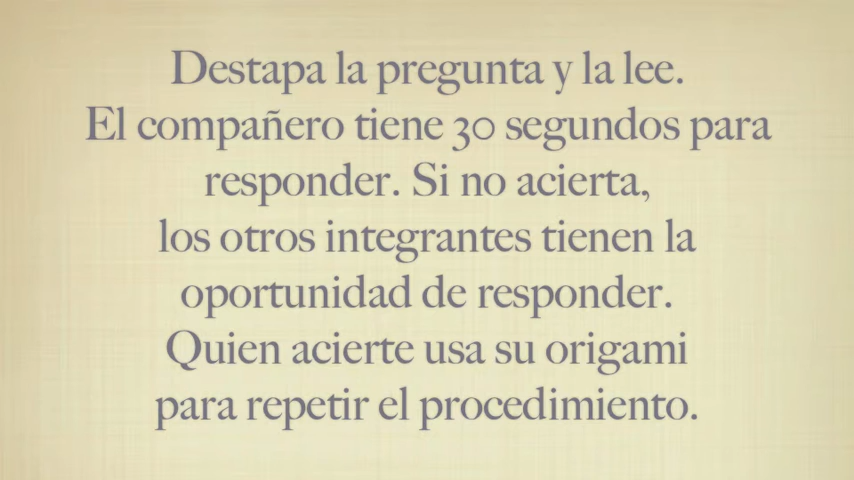 Destapa la pregunta y la lee.
El compañero tiene 30 segundos para
responder. Si no acierta,
los otros integrantes tienen la
oportunidad de responder.
Quien acierte usa su origami
para repetir el procedimiento.